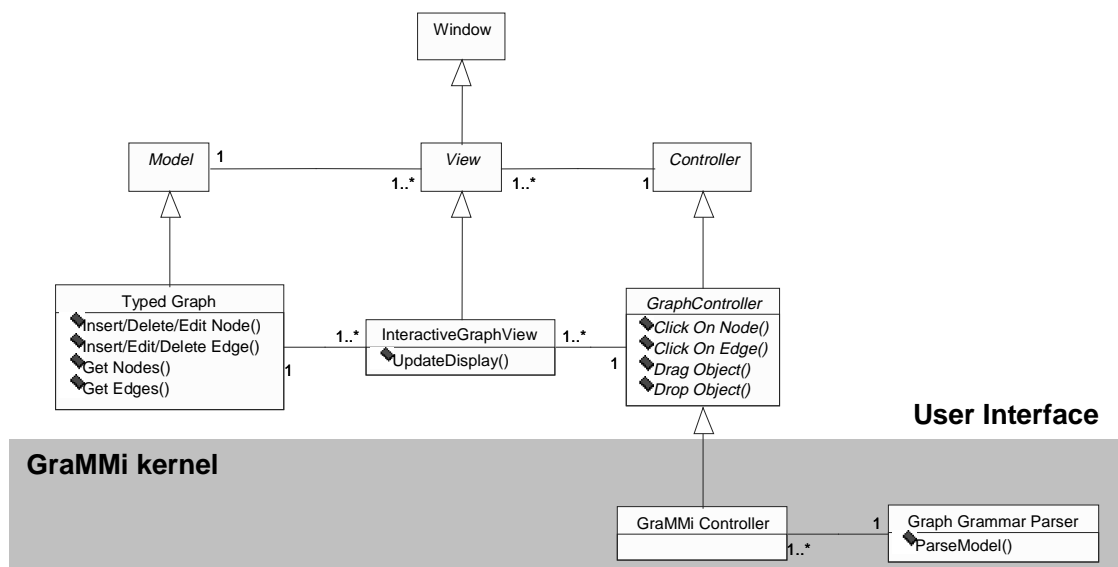 Window
Model
1
1..*
View
1..*
1
Controller
Typed Graph
Insert/Delete/Edit Node()
Insert/Edit/Delete Edge()
Get Nodes()
Get Edges()
1
1..*
InteractiveGraphView
UpdateDisplay()
1..*
1
GraphController
Click On Node()
Click On Edge()
Drag Object()
Drop Object()
User Interface
GraMMi kernel
GraMMi Controller
1..*
1
Graph Grammar Parser
ParseModel()